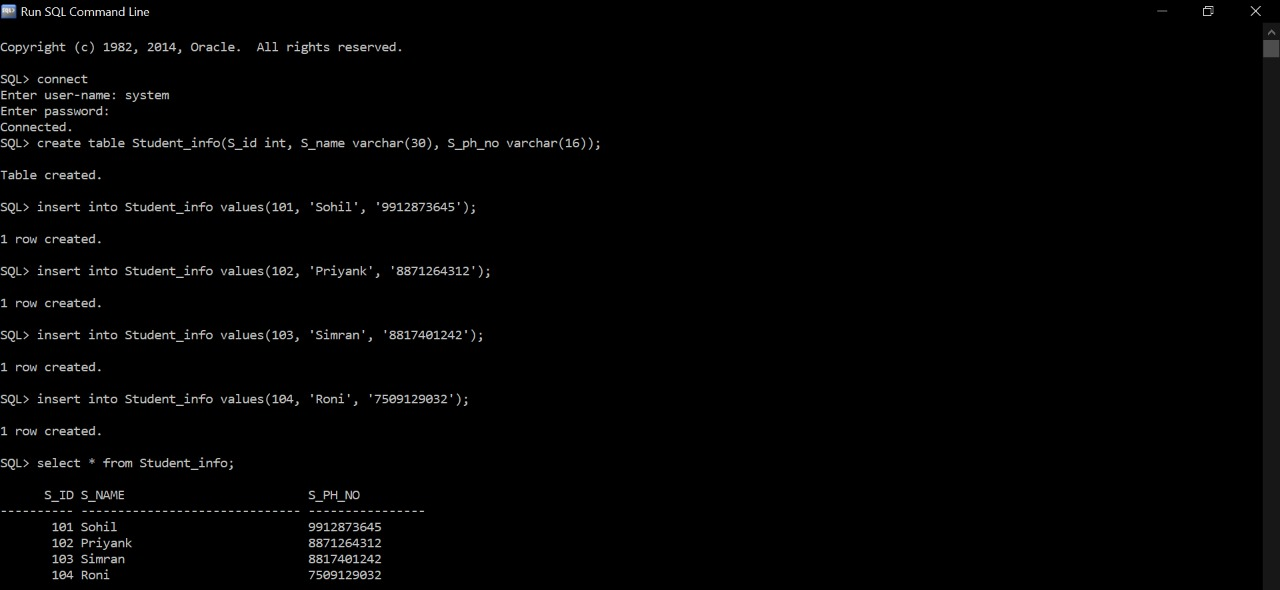 Run SQL Command Line
Copyright (c) 1982, 2014, Oracle.  All rights reserved.
SQL> connect
Enter user-name: system
Enter password:
Connected.
SQL> create table Student_info(S_id int, S_name varchar(30), S_ph_no varchar(16));
Table created.
SQL> insert into Student_info values(101, 'Sohil', '9912873645');
1 row created.
SQL> insert into Student_info values(102, 'Priyank', '8871264312');
1 row created.
SQL> insert into Student_info values(103, 'Simran', '8817401242');
1 row created.
SQL> insert into Student_info values(104, 'Roni', '7509129032');
1 row created.
SQL> select * from Student_info;
      S_ID S_NAME                         S_PH_NO
---------- ------------------------------ ----------------
       101 Sohil                          9912873645
       102 Priyank                        8871264312
       103 Simran                         8817401242
       104 Roni                           7509129032